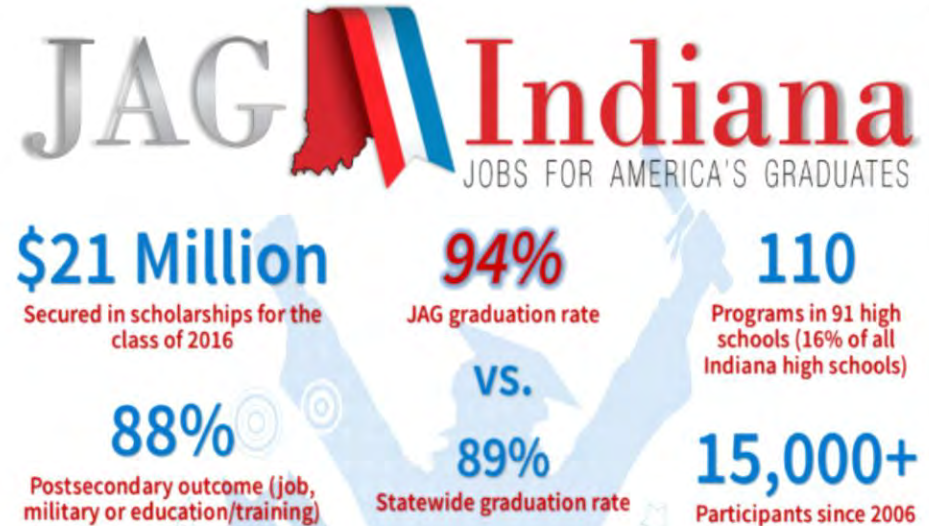 JAG Indiana
JOBS FOR AMERICA'S GRADUATES
$21 Million
Secured in scholarships for the
class of 2016
94%
JAG graduation rate
vs.
89%
Statewide graduation rate
110
Programs in 91 high
schools (16% of all
Indiana high schools)
88%
Postsecondary outcome (job,
military or education/training)
15,000+
Participants since 2006